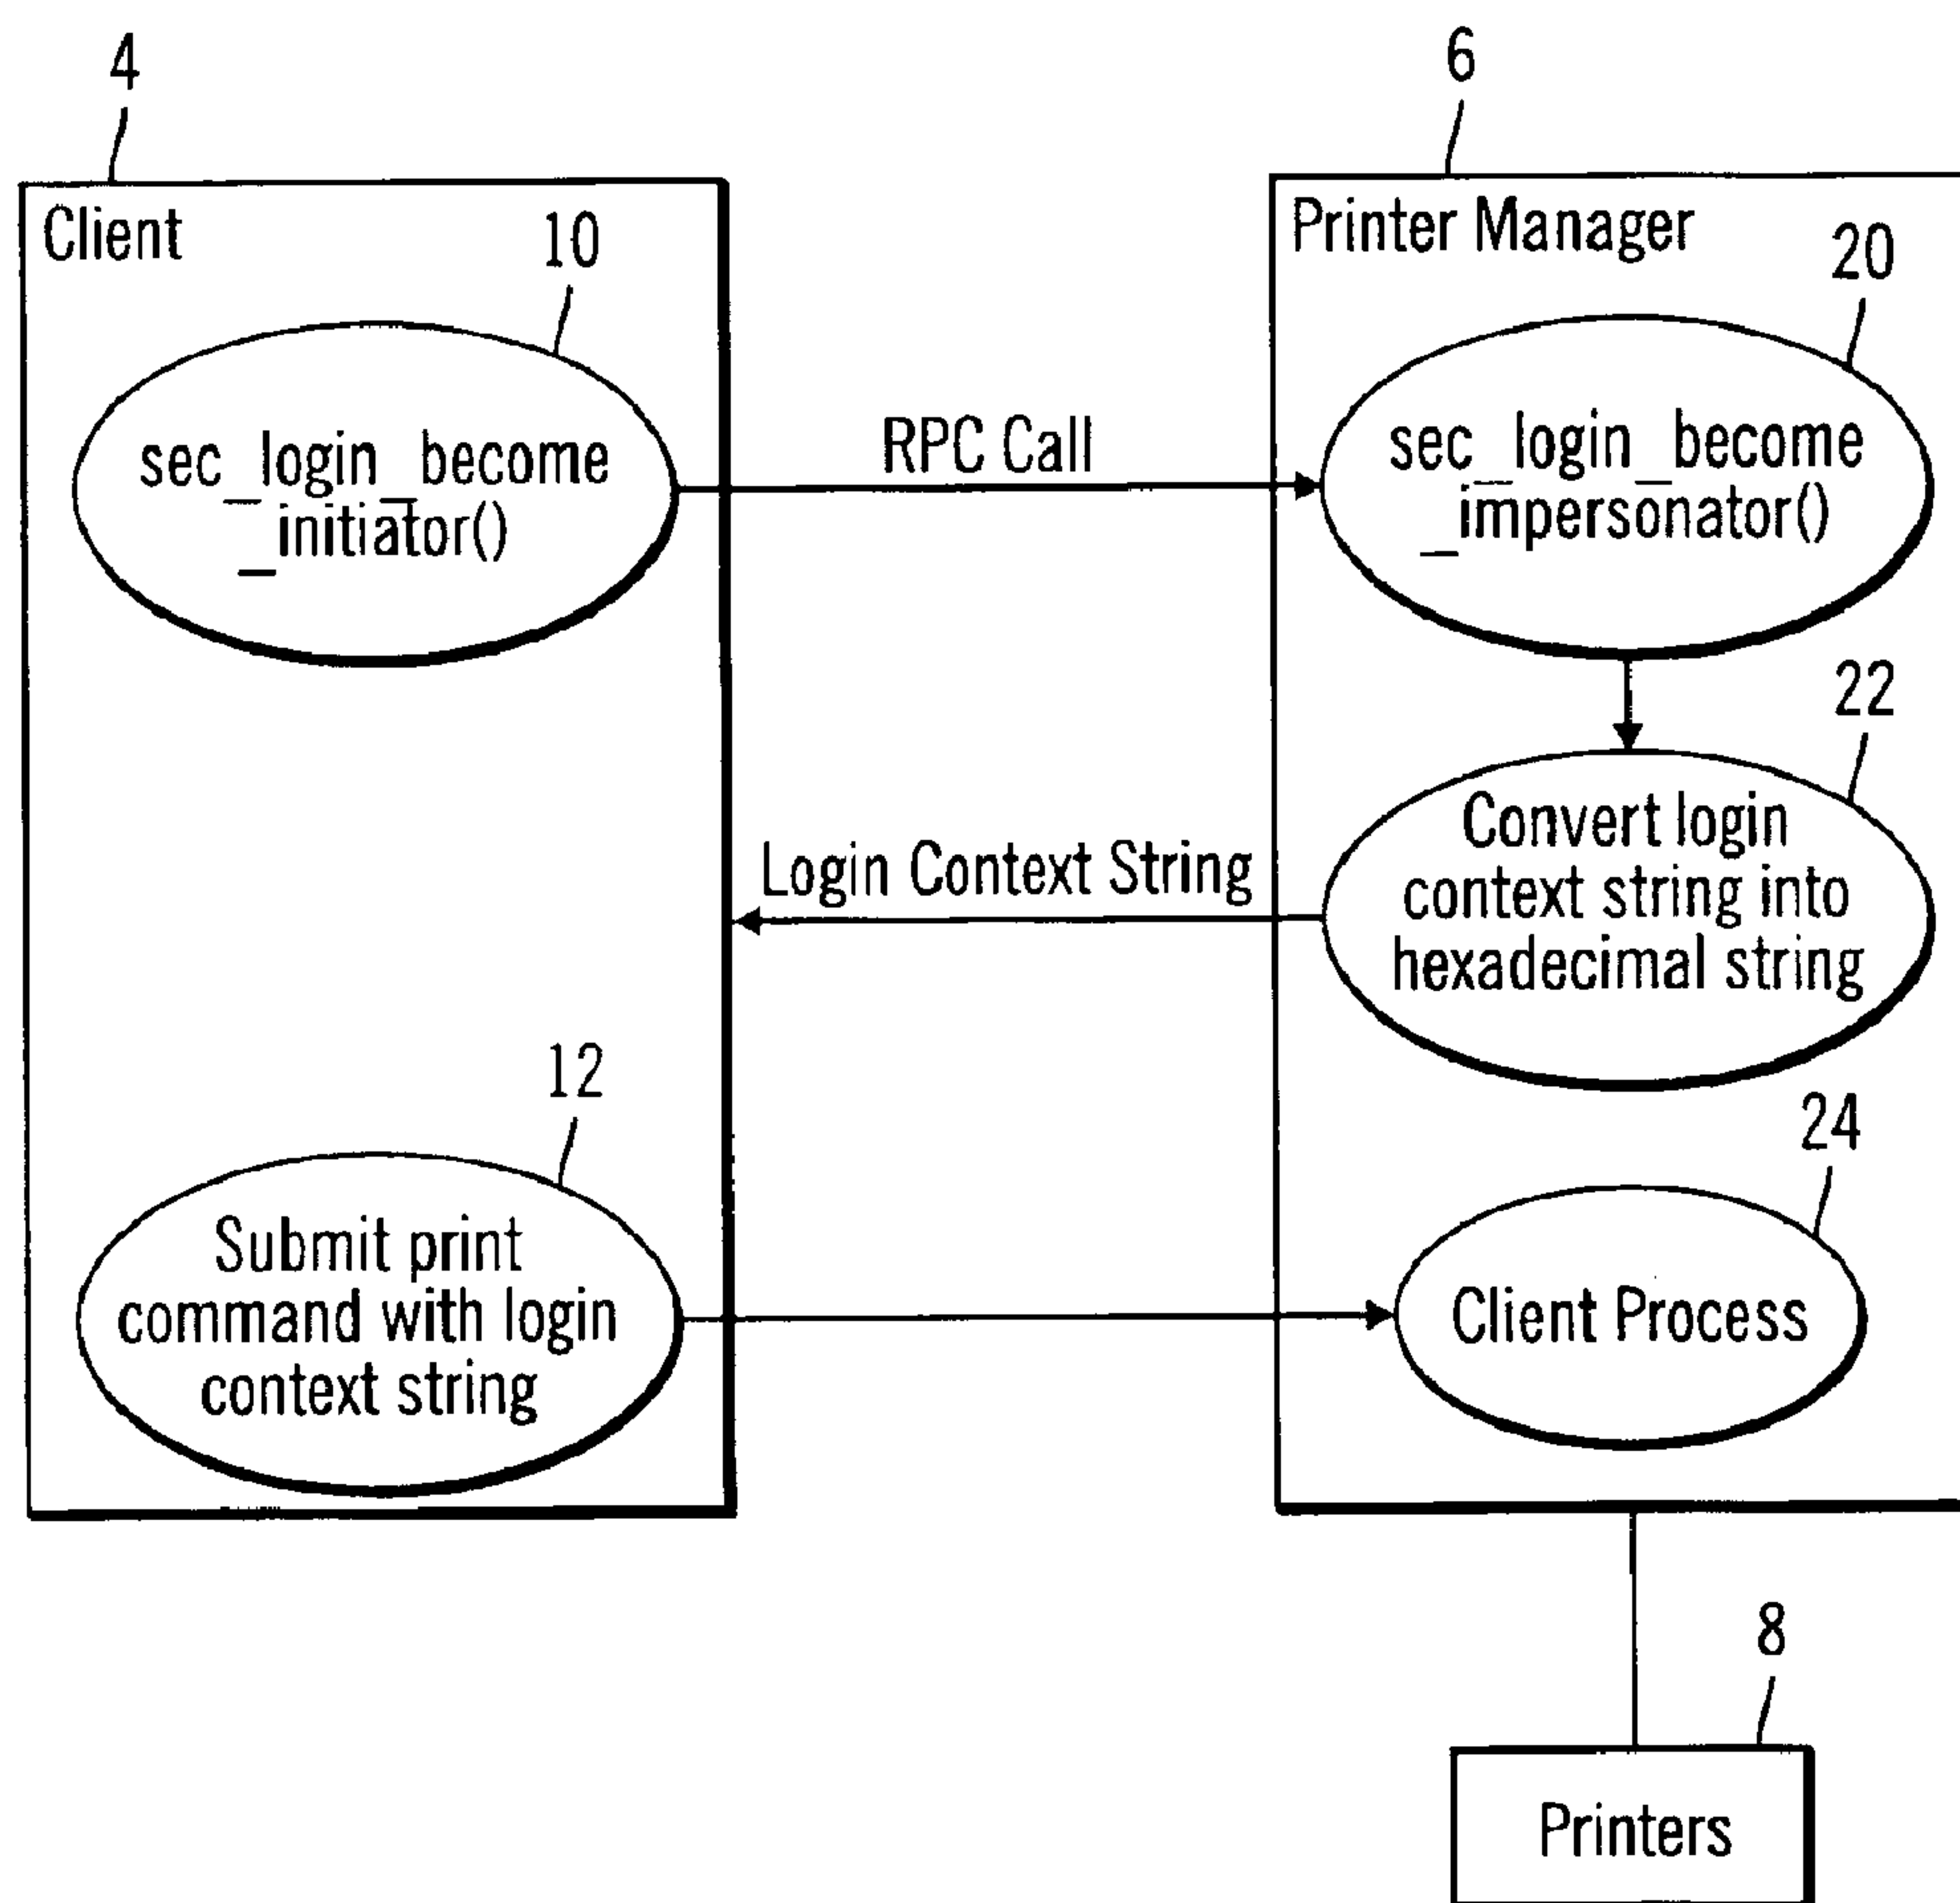 4
6
Client
10
Printer Manager
20
sec_login_become
_initiator()
RPC Call
sec_login_become
_impersonator()
22
Convert login
context string into
hexadecimal string
Login Context String
12
24
Submit print
command with login
context string
Client Process
8
Printers